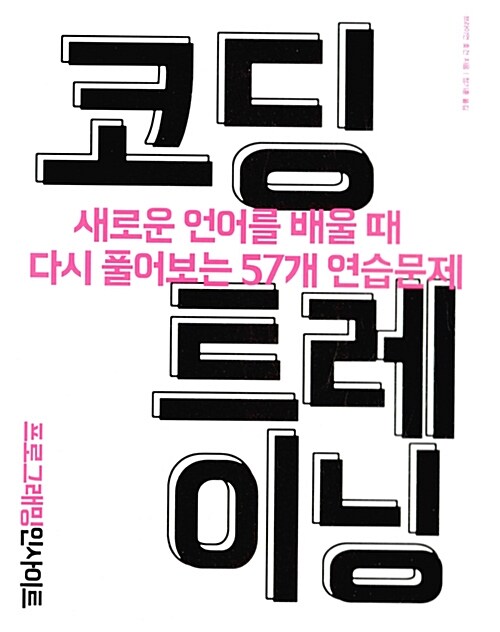 코딩
새로운 언어를 배울 때
다시 풀어보는 57개 연습문제
트레
이닝
프로그래밍인사이트